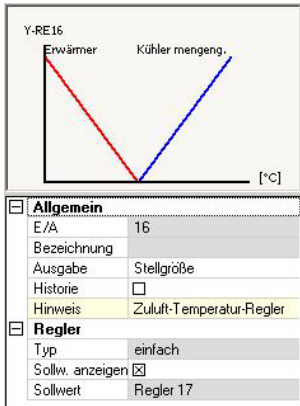 Y-RE16
Erwärmer Kühler mengeng.
[°C]
Allgemein
E/A 16
Bezeichnung
Ausgabe Stellgröße
Historie
Hinweis Zuluft-Temperatur-Regler
Regler
Typ einfach
Sollw. anzeigen
Sollwert Regler 17